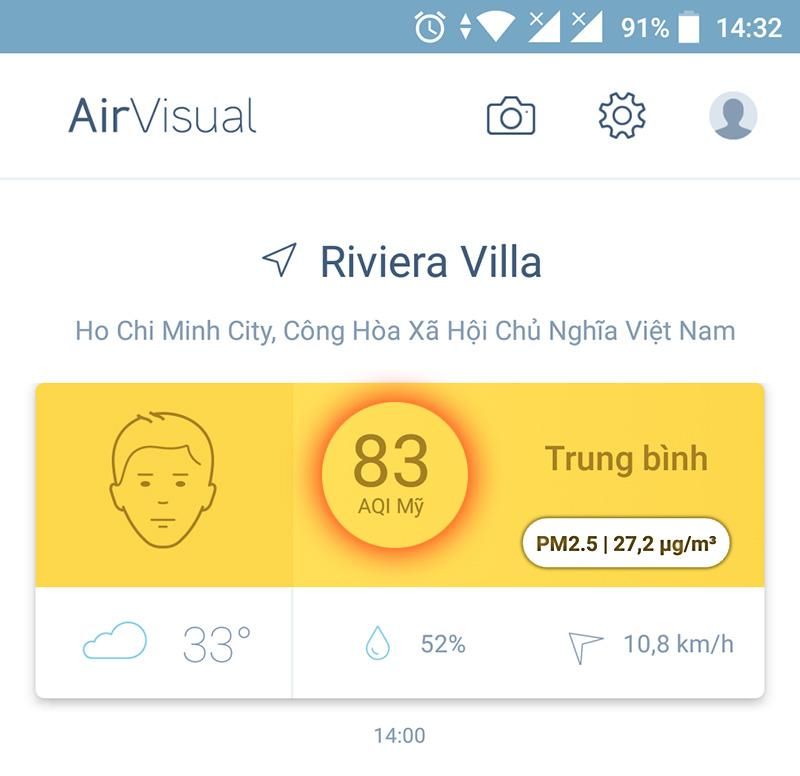 91% 14:32
AirVisual
Riviera Villa
Ho Chi Minh City, Công Hòa Xã Hội Chủ Nghĩa Việt Nam
83
AQI Mỹ
Trung bình
PM2.5 | 27,2 µg/m³
33°
52%
10,8 km/h
14:00